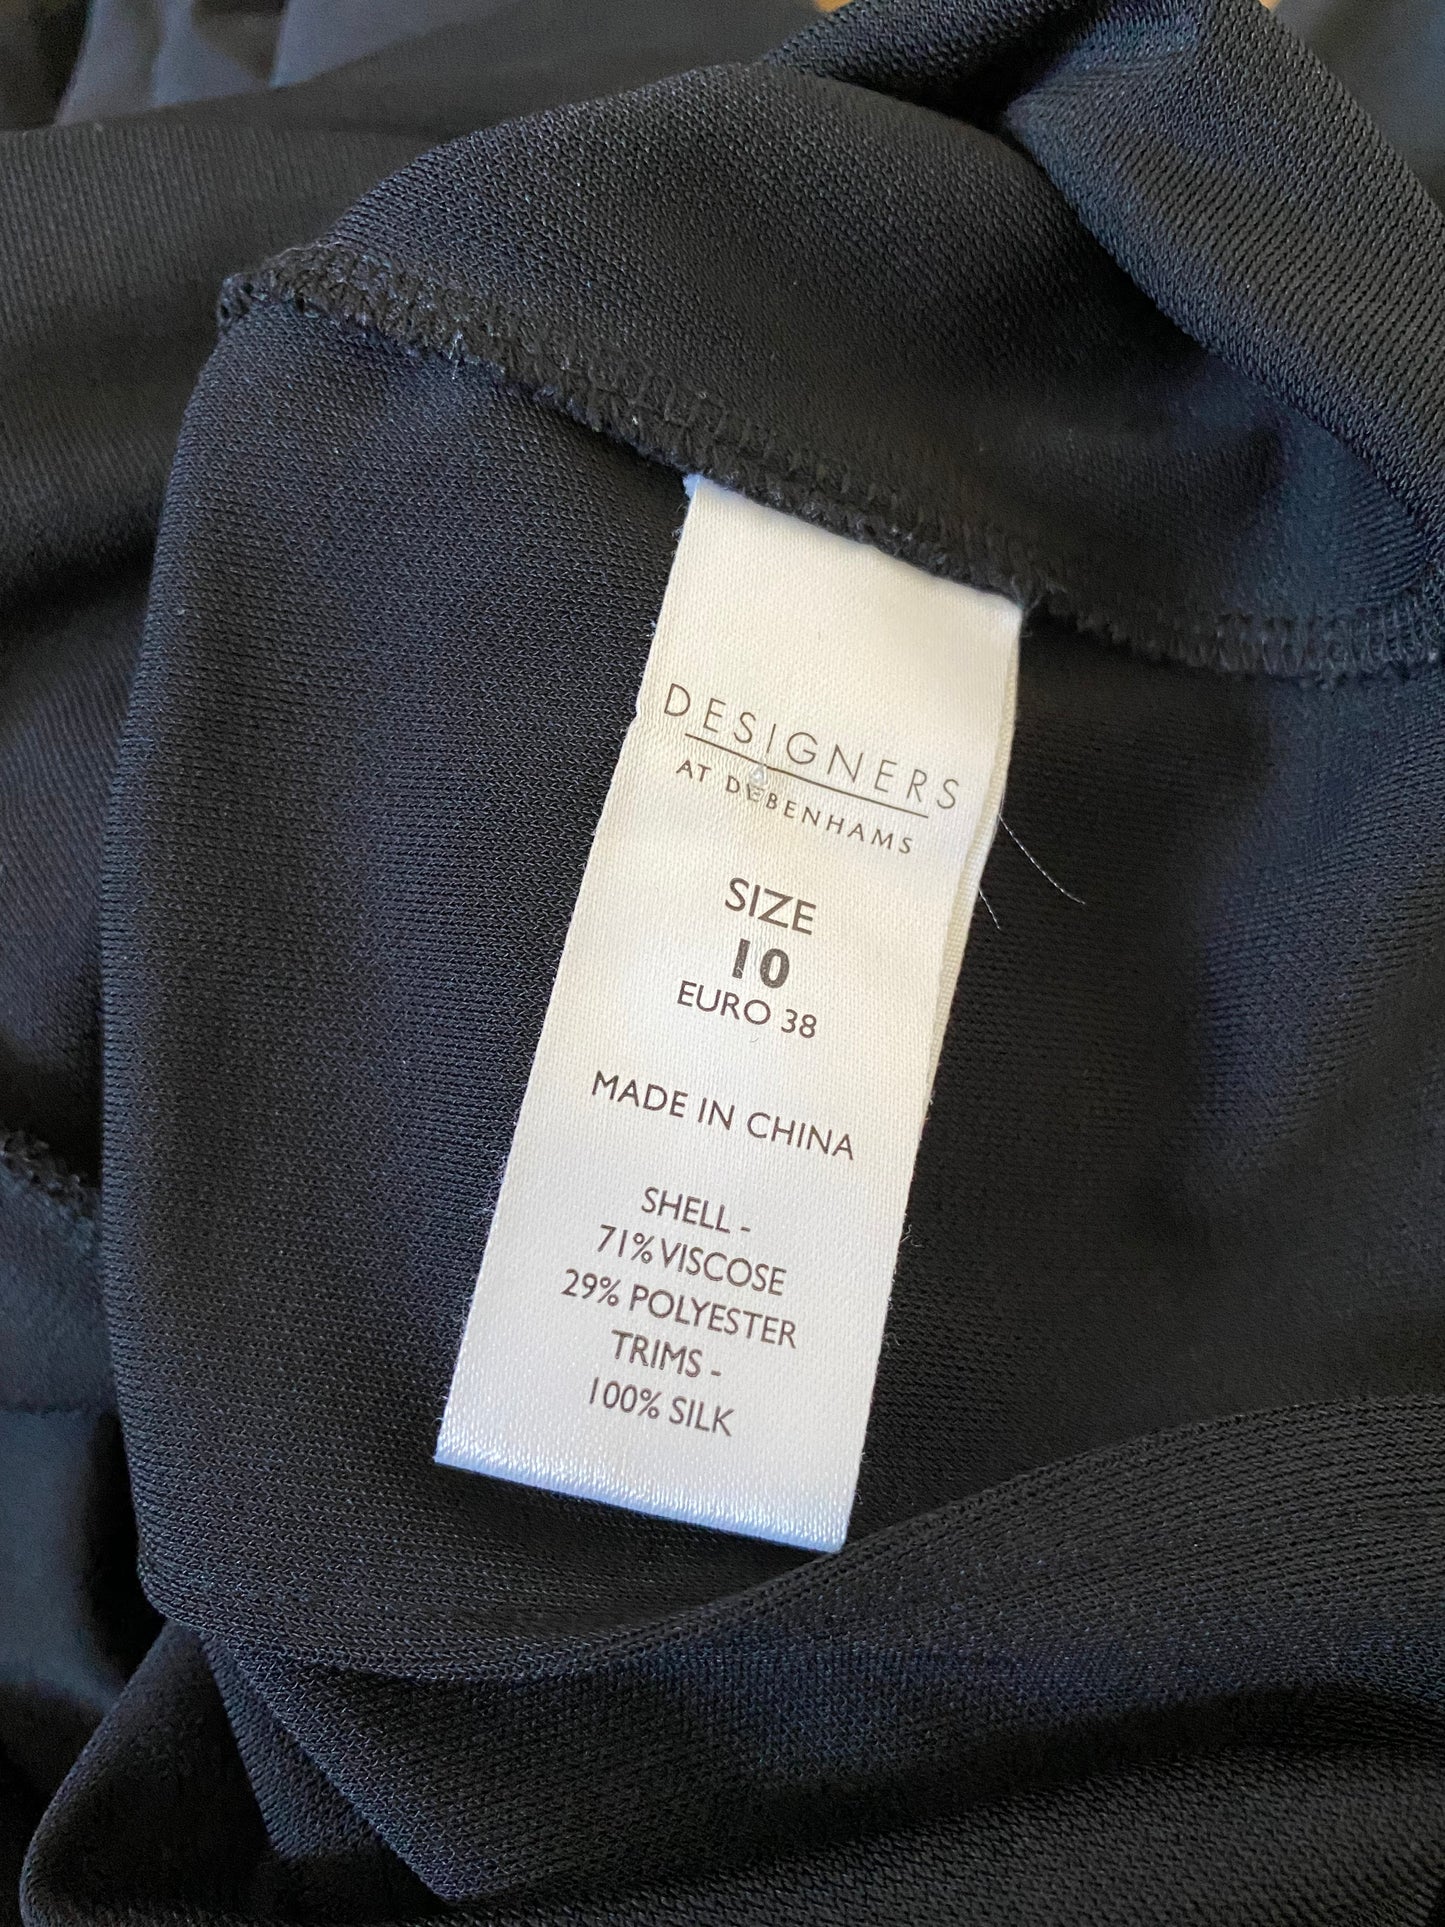 DESIGNERS
AT DEBENHAMS
SIZE
10
EURO 38
MADE IN CHINA
SHELL -
71% VISCOSE
29% POLYESTER
TRIMS -
100% SILK